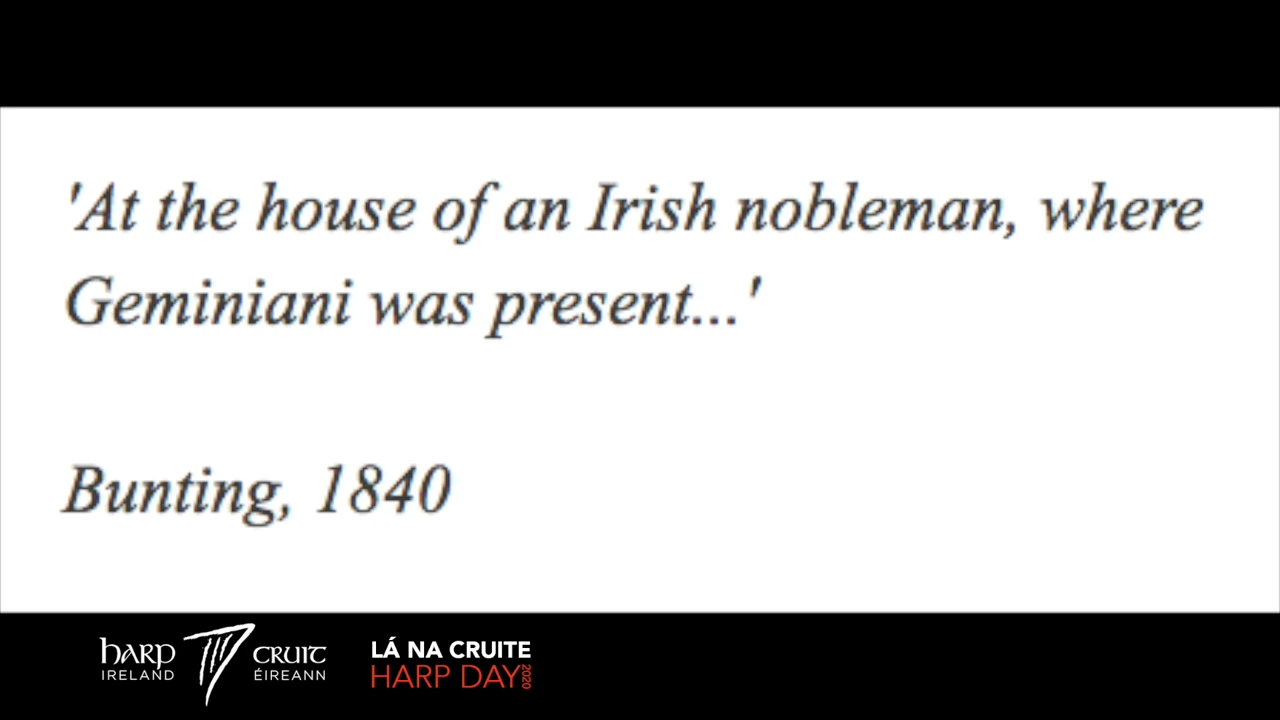 'At the house of an Irish nobleman, where
Geminiani was present...'
Bunting, 1840
harp CRUIT
IRELAND ÉIREANN
LÁ NA CRUITE
HARP DAY 2020